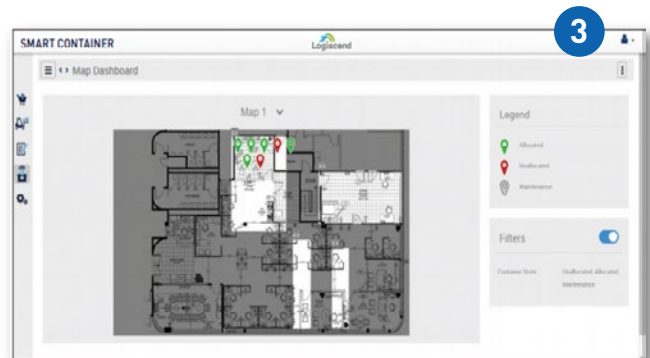 3
SMART CONTAINER
Logiscend
Map Dashboard
Map 1
Legend
Allocated
Unallocated
Maintenance
Filters
Container State
Unallocated, Allocated,
Maintenance